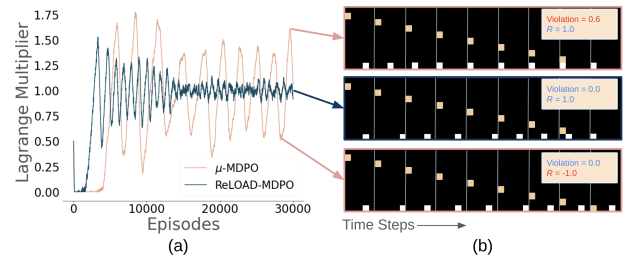 Lagrange Multiplier
1.75
1.50
1.25
1.00
0.75
0.50
0.25
0.00
μ-MDPO
ReLOAD-MDPO
0
10000
20000
30000
Episodes
(a)
Violation = 0.6
R = 1.0
Violation = 0.0
R = 1.0
Violation = 0.0
R = -1.0
Time Steps
(b)